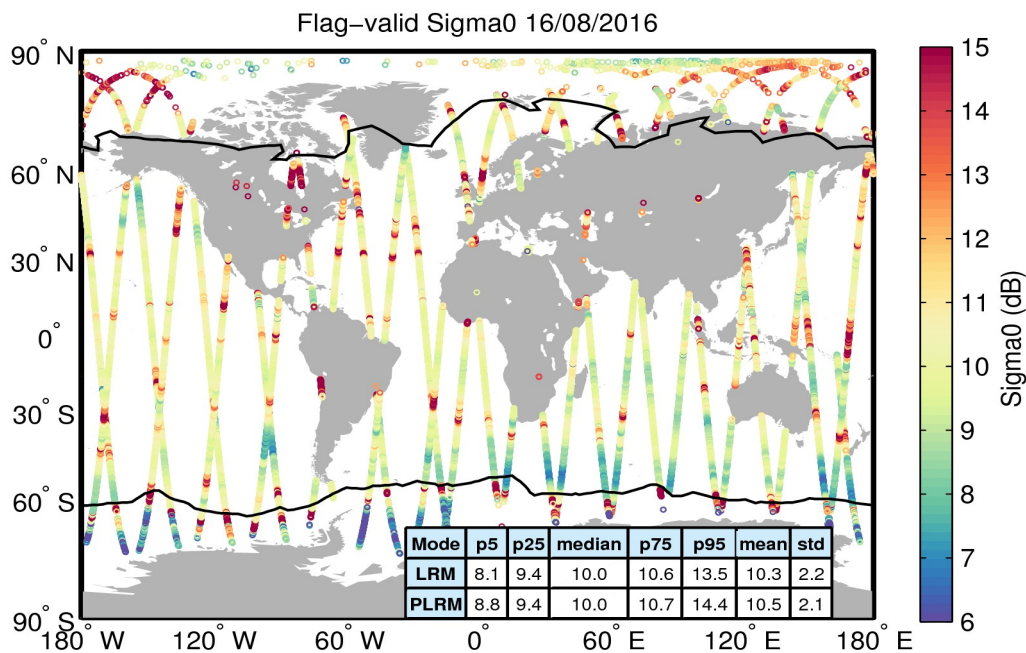 Flag−valid Sigma0 16/08/2016
90° N
60° N
30° N
0°
30° S
60° S
90° S
180° W
120° W
60° W
0°
60° E
120° E
180° E
Mode p5 p25 median p75 p95 mean std
LRM 8.1 9.4 10.0 10.6 13.5 10.3 2.2
PLRM 8.8 9.4 10.0 10.7 14.4 10.5 2.1
15
14
13
12
11
10
9
8
7
6
Sigma0 (dB)